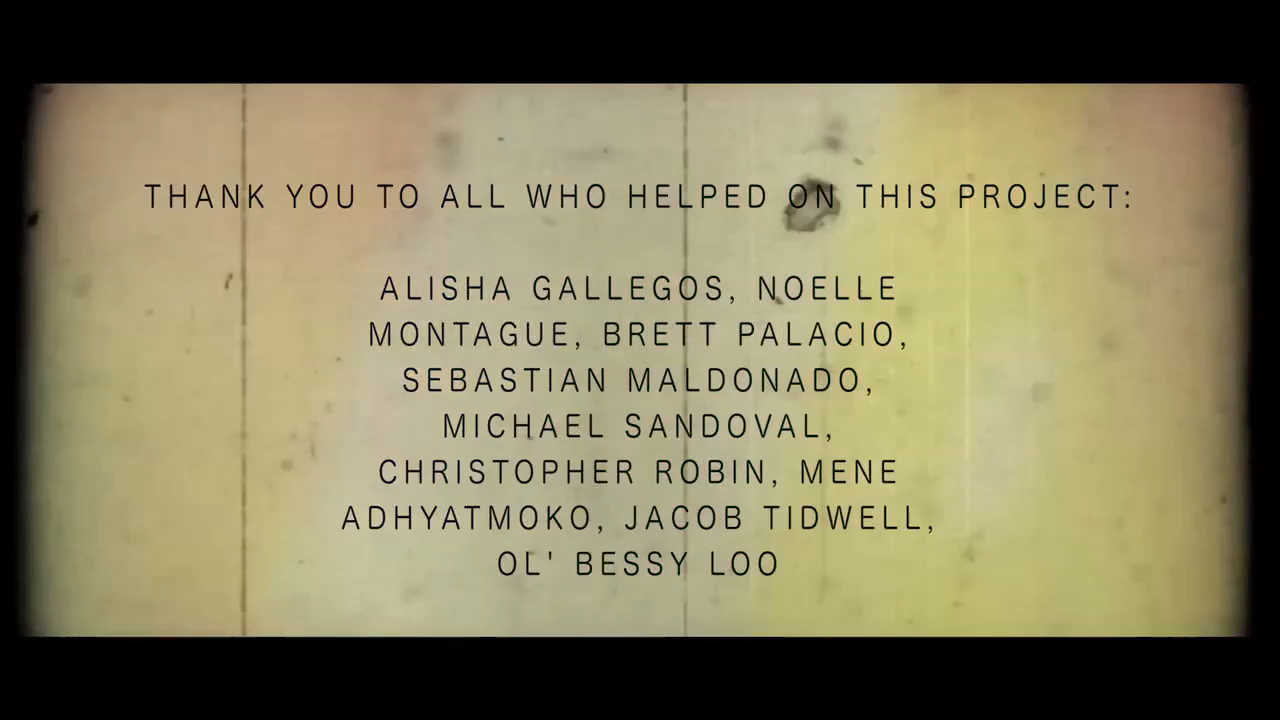 THANK YOU TO ALL WHO HELPED ON THIS PROJECT:
ALISHA GALLEGOS, NOELLE
MONTAGUE, BRETT PALACIO,
SEBASTIAN MALDONADO,
MICHAEL SANDOVAL,
CHRISTOPHER ROBIN, MENE
ADHYATMOKO, JACOB TIDWELL,
OL' BESSY LOO